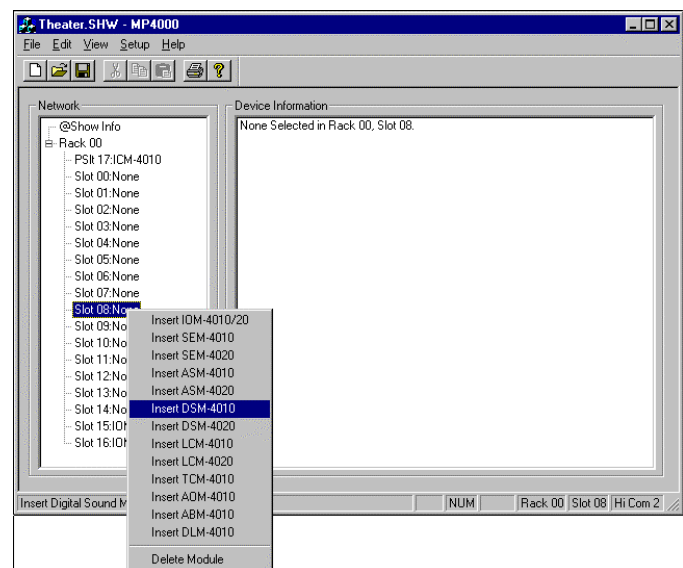 Theater.SHW - MP4000
File Edit View Setup Help
Network
@Show Info
Rack 00
PSlt 17:ICM-4010
Slot 00:None
Slot 01:None
Slot 02:None
Slot 03:None
Slot 04:None
Slot 05:None
Slot 06:None
Slot 07:None
Slot 08:None
Slot 09:No
Slot 10:No
Slot 11:No
Slot 12:No
Slot 13:No
Slot 14:No
Slot 15:IOM
Slot 16:IOM
Device Information
None Selected in Rack 00, Slot 08.
Insert IOM-4010/20
Insert SEM-4010
Insert SEM-4020
Insert ASM-4010
Insert ASM-4020
Insert DSM-4010
Insert DSM-4020
Insert LCM-4010
Insert LCM-4020
Insert TCM-4010
Insert AOM-4010
Insert ABM-4010
Insert DLM-4010
Delete Module
Insert Digital Sound M
NUM Rack 00 Slot 08 Hi Com 2